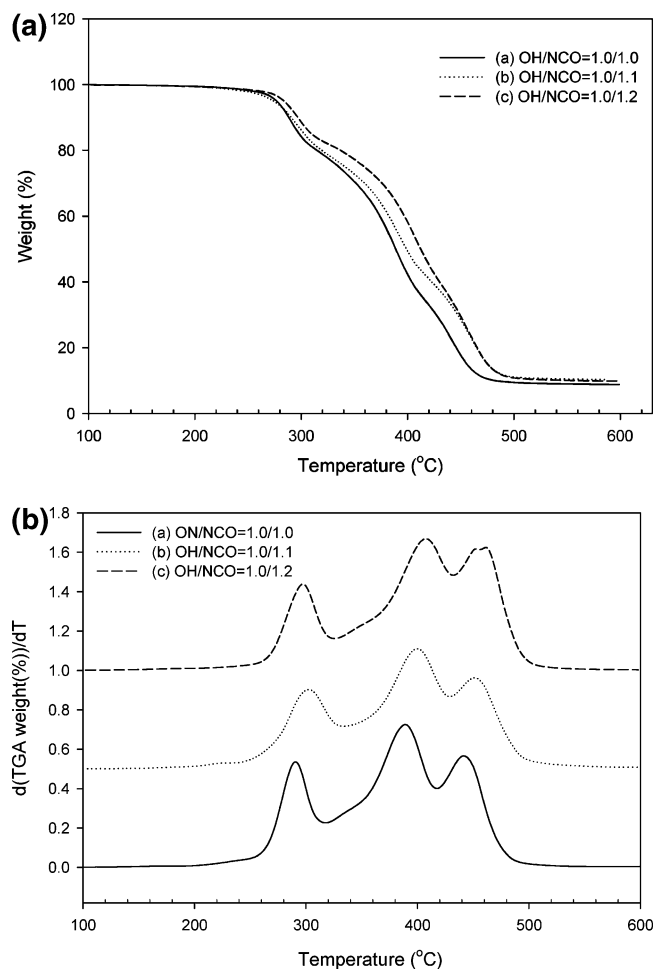 (a)
120
100
80
60
40
20
0
Weight (%)
(a) OH/NCO=1.0/1.0
(b) OH/NCO=1.0/1.1
(c) OH/NCO=1.0/1.2
100 200 300 400 500 600
Temperature (°C)
(b)
1.8
1.6
1.4
1.2
1.0
0.8
0.6
0.4
0.2
0.0
d(TGA weight(%))/dT
(a) ON/NCO=1.0/1.0
(b) OH/NCO=1.0/1.1
(c) OH/NCO=1.0/1.2
100 200 300 400 500 600
Temperature (°C)